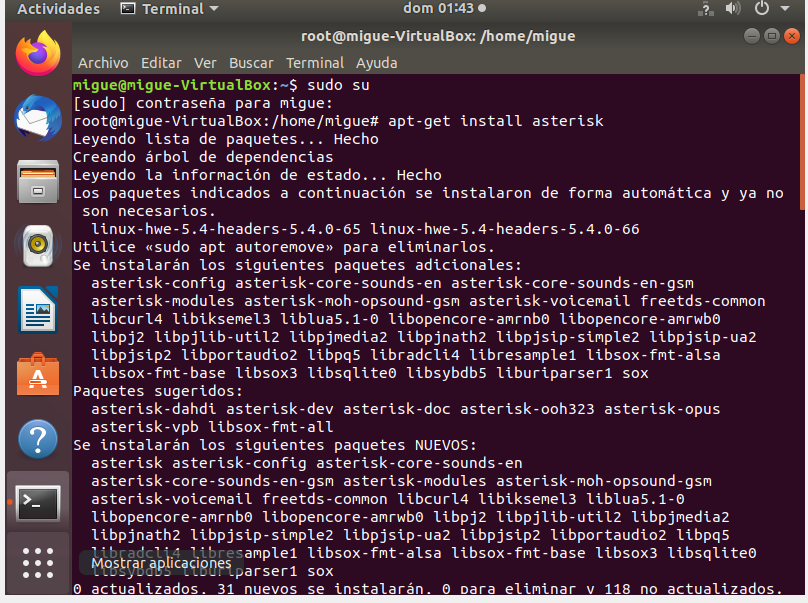 Actividades Terminal dom 01:43
root@migue-VirtualBox: /home/migue
Archivo Editar Ver Buscar Terminal Ayuda
migue@migue-VirtualBox:~$ sudo su
[sudo] contraseña para migue:
root@migue-VirtualBox:/home/migue# apt-get install asterisk
Leyendo lista de paquetes... Hecho
Creando árbol de dependencias
Leyendo la información de estado... Hecho
Los paquetes indicados a continuación se instalaron de forma automática y ya no
son necesarios.
linux-hwe-5.4-headers-5.4.0-65 linux-hwe-5.4-headers-5.4.0-66
Utilice «sudo apt autoremove» para eliminarlos.
Se instalarán los siguientes paquetes adicionales:
asterisk-config asterisk-core-sounds-en asterisk-core-sounds-en-gsm
asterisk-modules asterisk-moh-opsound-gsm asterisk-voicemail freetds-common
libcurl4 libiksemel3 liblua5.1-0 libopencore-amrnb0 libopencore-amrwb0
libpj2 libpjlib-util2 libpjmedia2 libpjnath2 libpjsip-simple2 libpjsip-ua2
libpjsip2 libportaudio2 libpq5 libradcli4 libresample1 libsox-fmt-alsa
libsox-fmt-base libsox3 libsqlite0 libsybdb5 liburiparser1 sox
Paquetes sugeridos:
asterisk-dahdi asterisk-dev asterisk-doc asterisk-ooh323 asterisk-opus
asterisk-vpb libsox-fmt-all
Se instalarán los siguientes paquetes NUEVOS:
asterisk asterisk-config asterisk-core-sounds-en
asterisk-core-sounds-en-gsm asterisk-modules asterisk-moh-opsound-gsm
asterisk-voicemail freetds-common libcurl4 libiksemel3 liblua5.1-0
libopencore-amrnb0 libopencore-amrwb0 libpj2 libpjlib-util2 libpjmedia2
libpjnath2 libpjsip-simple2 libpjsip-ua2 libpjsip2 libportaudio2 libpq5
libradcli4 libresample1 libsox-fmt-alsa libsox-fmt-base libsox3 libsqlite0
Mostrar aplicaciones
libsybdb5 liburiparser1 sox
0 actualizados, 31 nuevos se instalarán, 0 para eliminar y 118 no actualizados.